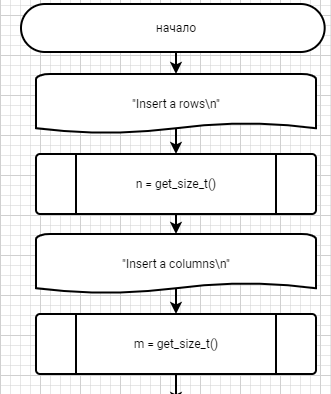 начало
"Insert a rows\n"
n = get_size_t()
"Insert a columns\n"
m = get_size_t()